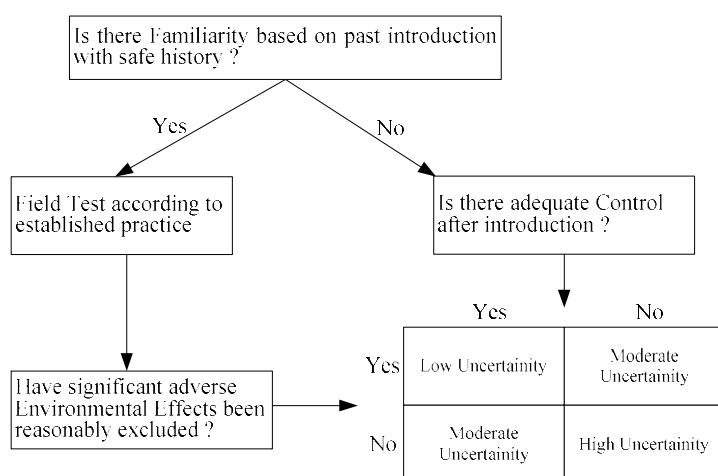 Is there Familiarity based on past introduction
with safe history ?
Yes
No
Field Test according to
established practice
Is there adequate Control
after introduction ?
Yes
No
Yes
Low Uncertainity
Moderate
Uncertainity
Have significant adverse
Environmental Effects been
reasonably excluded ?
No
Moderate
Uncertainity
High Uncertainity